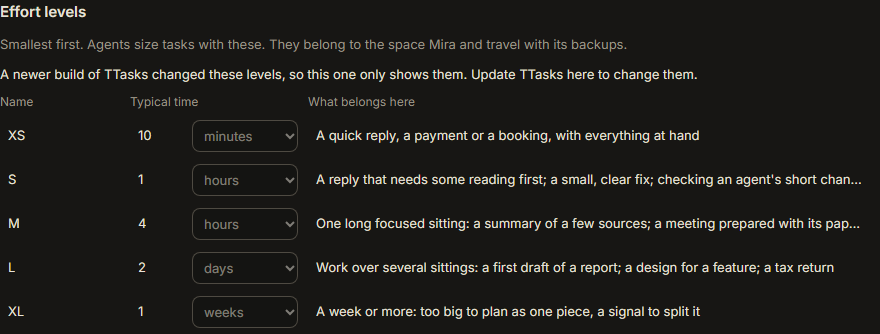 Effort levels
Smallest first. Agents size tasks with these. They belong to the space Mira and travel with its backups.
A newer build of TTasks changed these levels, so this one only shows them. Update TTasks here to change them.
Name Typical time What belongs here
XS 10 minutes A quick reply, a payment or a booking, with everything at hand
S 1 hours A reply that needs some reading first; a small, clear fix; checking an agent's short chan...
M 4 hours One long focused sitting: a summary of a few sources; a meeting prepared with its pap...
L 2 days Work over several sittings: a first draft of a report; a design for a feature; a tax return
XL 1 weeks A week or more: too big to plan as one piece, a signal to split it